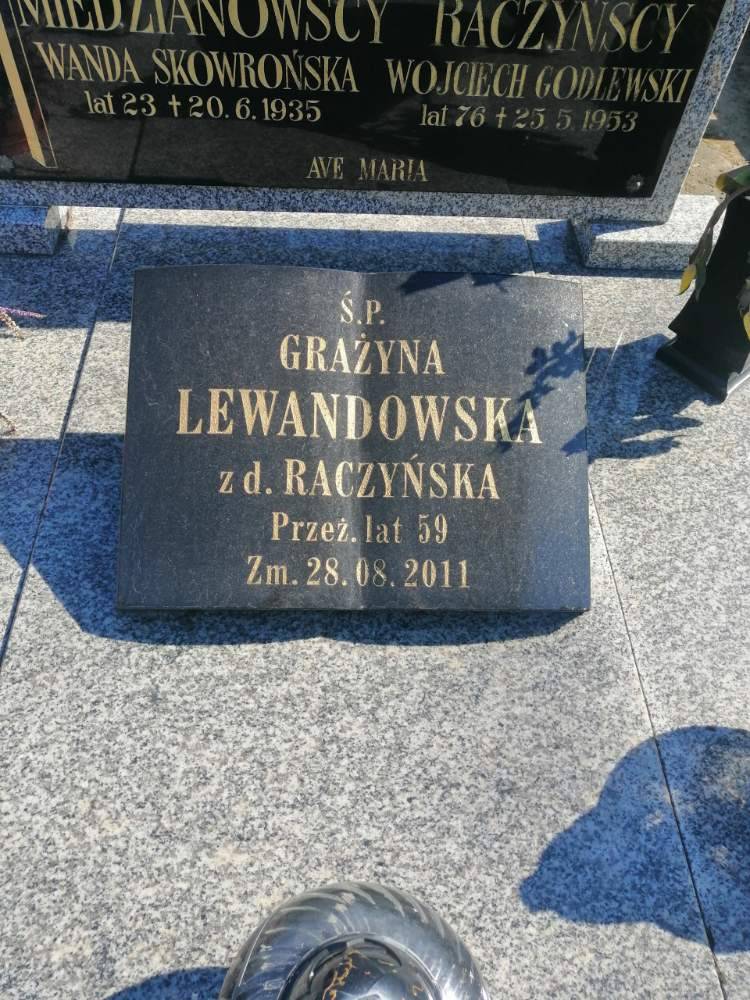 MIEDZIANOWSCY RACZYŃSCY
WANDA SKOWROŃSKA WOJCIECH GODLEWSKI
lat 23 † 20.6.1935 lat 76 † 25.5.1953
AVE MARIA
Ś.P.
GRAŻYNA
LEWANDOWSKA
z d. RACZYŃSKA
Przeż. lat 59
Zm. 28.08.2011